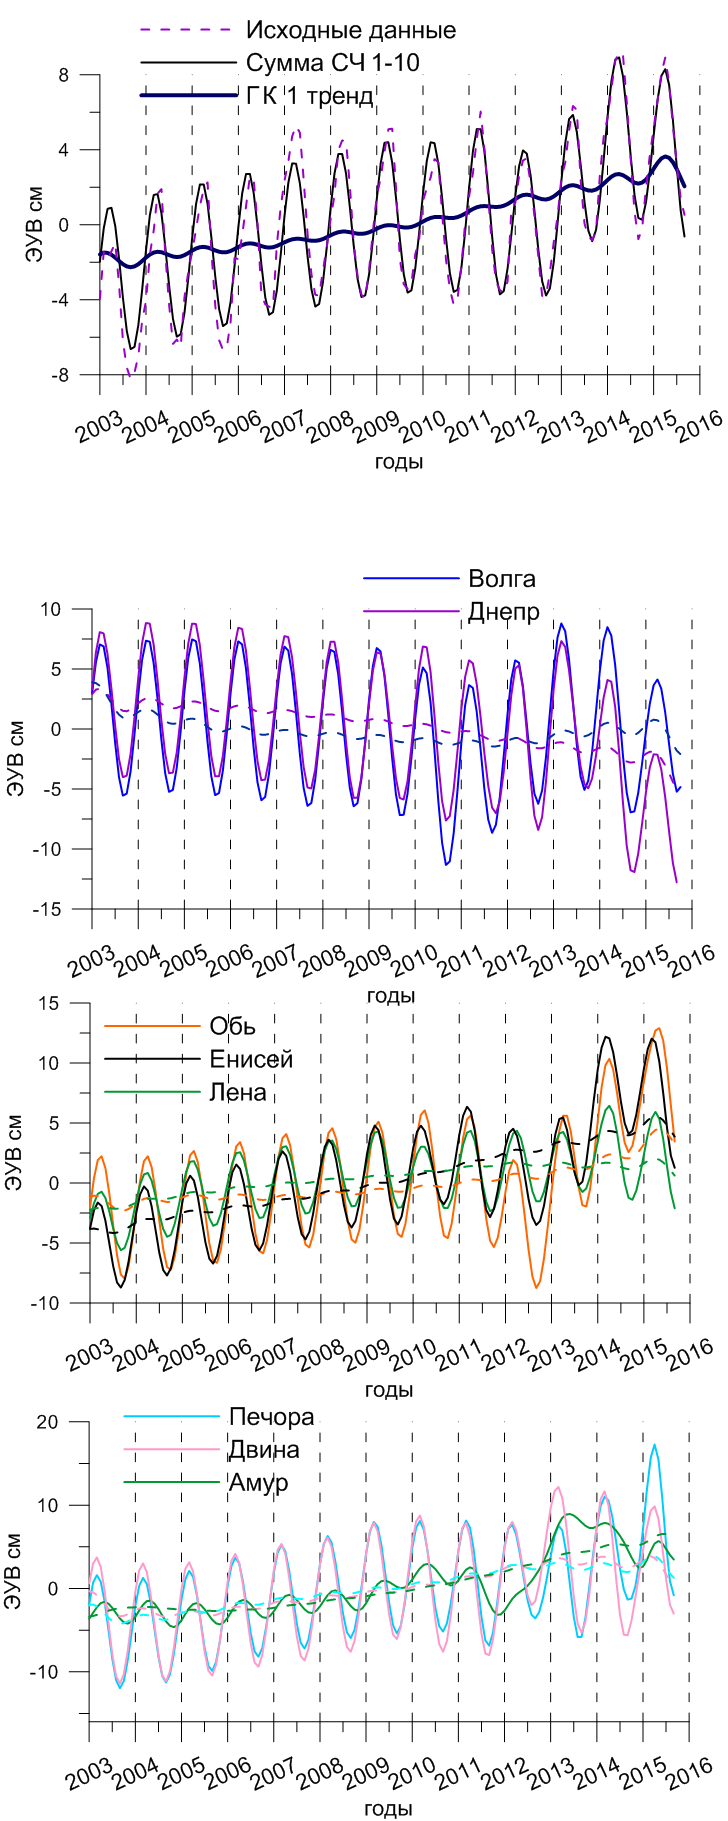 Исходные данные
Сумма СЧ 1-10
ГК 1 тренд
8
4
0
-4
-8
ЭУВ см
2003 2004 2005 2006 2007 2008 2009 2010 2011 2012 2013 2014 2015 2016
годы
Волга
Днепр
10
5
0
-5
-10
-15
ЭУВ см
2003 2004 2005 2006 2007 2008 2009 2010 2011 2012 2013 2014 2015 2016
годы
15
10
5
0
-5
-10
Обь
Енисей
Лена
ЭУВ см
2003 2004 2005 2006 2007 2008 2009 2010 2011 2012 2013 2014 2015 2016
годы
Печора
Двина
Амур
20
10
0
-10
ЭУВ см
2003 2004 2005 2006 2007 2008 2009 2010 2011 2012 2013 2014 2015 2016
годы